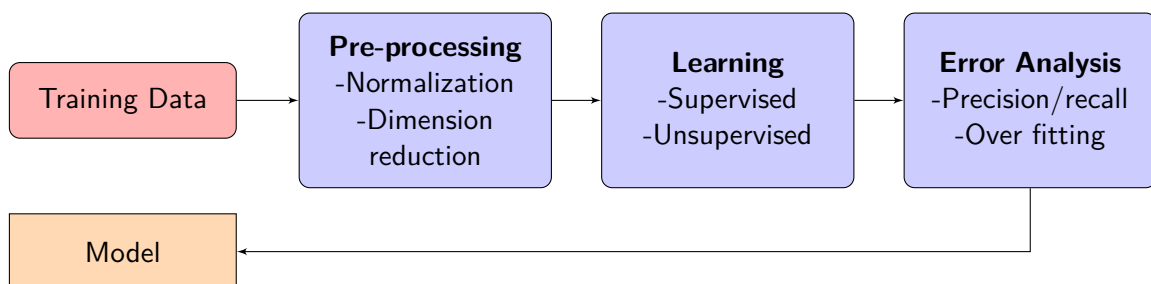 Training Data
Pre-processing
-Normalization
-Dimension
reduction
Learning
-Supervised
-Unsupervised
Error Analysis
-Precision/recall
-Over fitting
Model